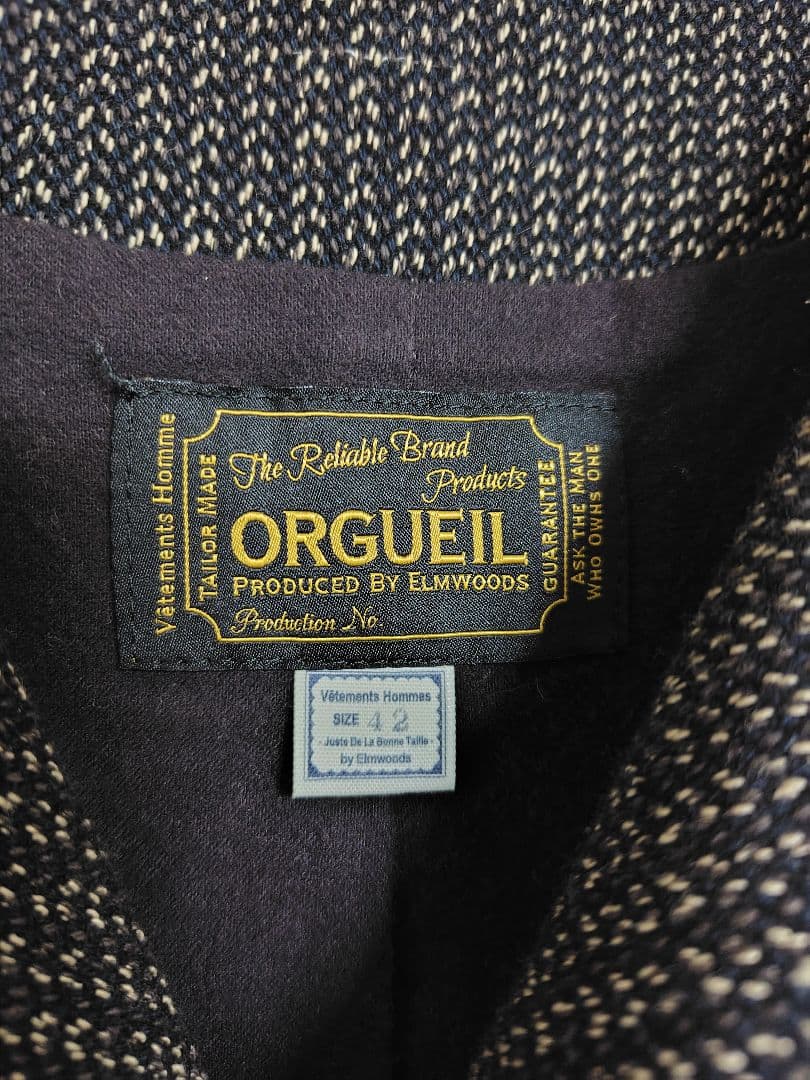 Vêtements Homme
TAILOR MADE
The Reliable Brand
Products
ORGUEIL
PRODUCED BY ELMWOODS
Production No.
GUARANTEE
ASK THE MAN
WHO OWNS ONE
Vêtements Hommes
SIZE 42
- Juste De La Bonne Taille -
by Elmwoods